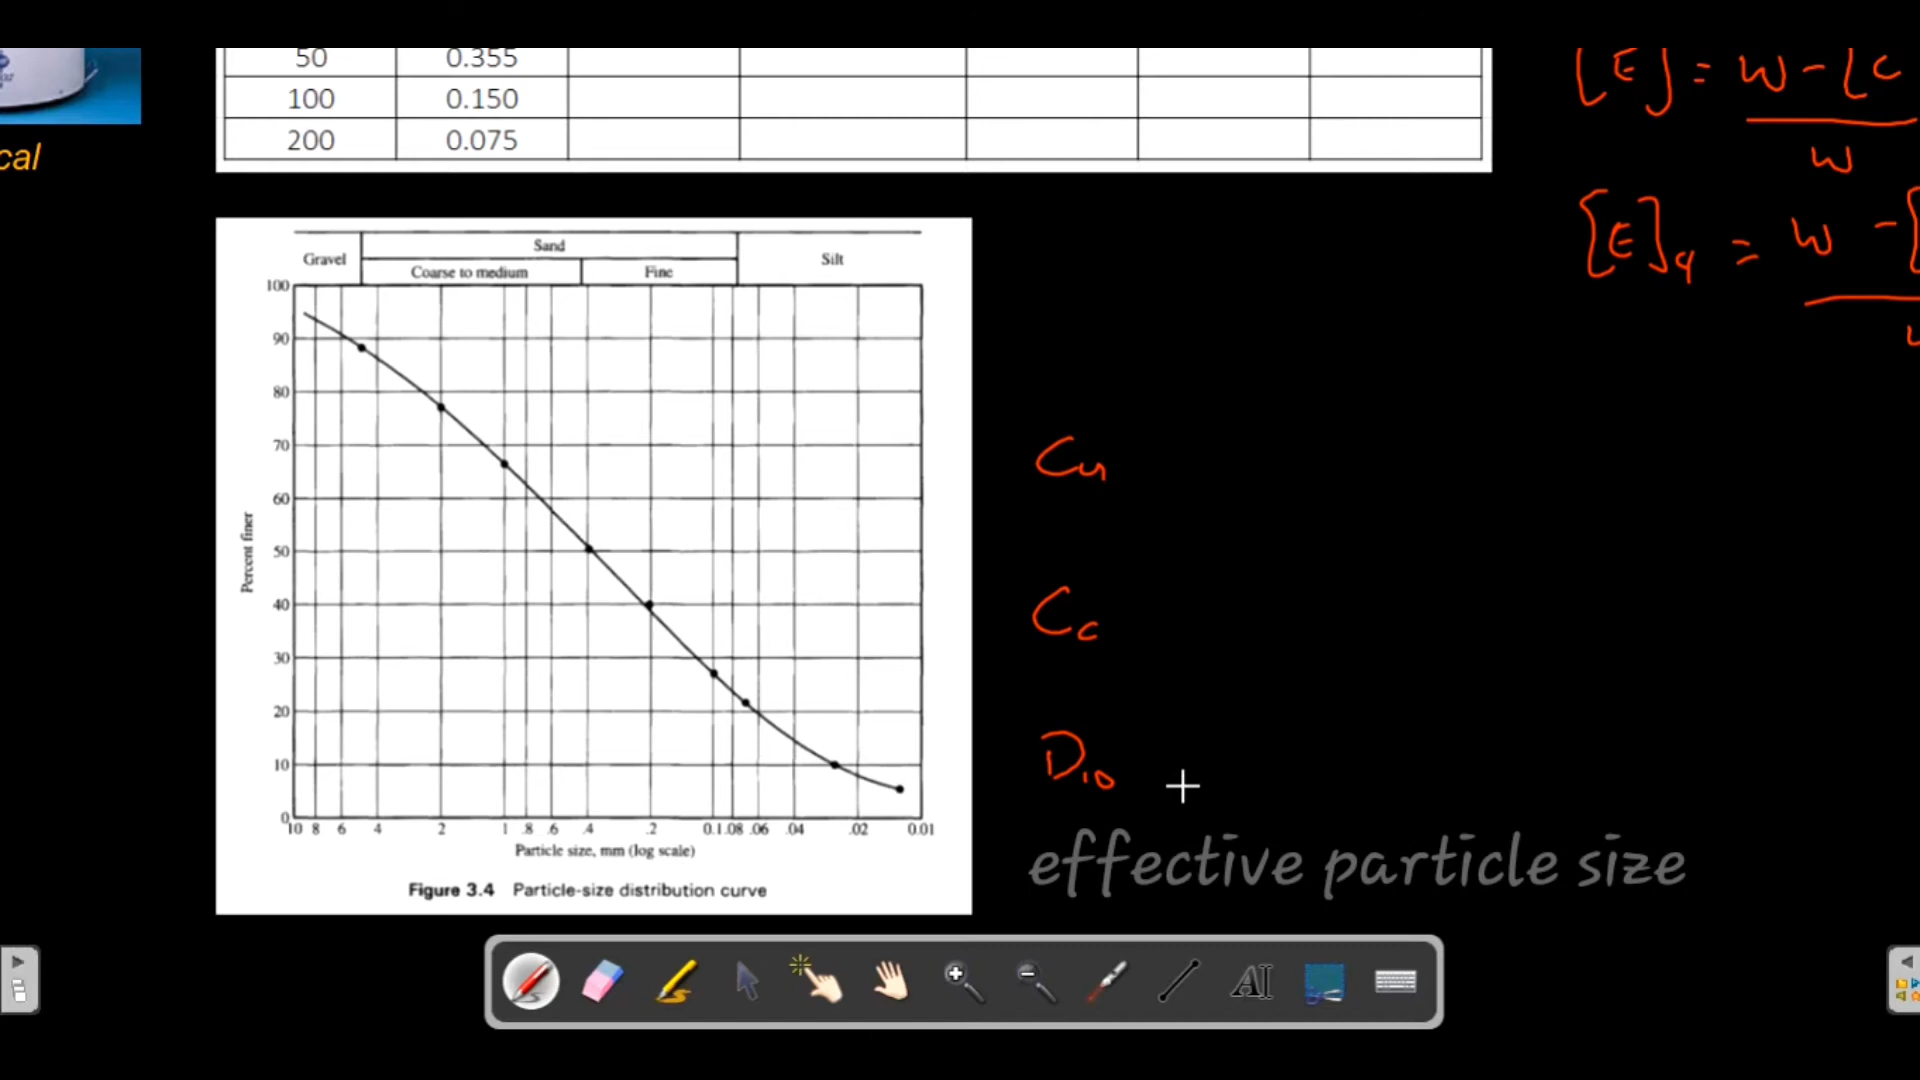 50 0.355
100 0.150
200 0.075
cal
[E] = W - [C
W
[E]4 = W - [
Gravel Sand Silt
Coarse to medium Fine
100
90
80
70
60
50
40
30
20
10
0
Percent finer
10 8 6 4 2 1 .8 .6 .4 .2 0.1 .08 .06 .04 .02 0.01
Particle size, mm (log scale)
Figure 3.4 Particle-size distribution curve
Cu
Cc
D10
effective particle size
AI